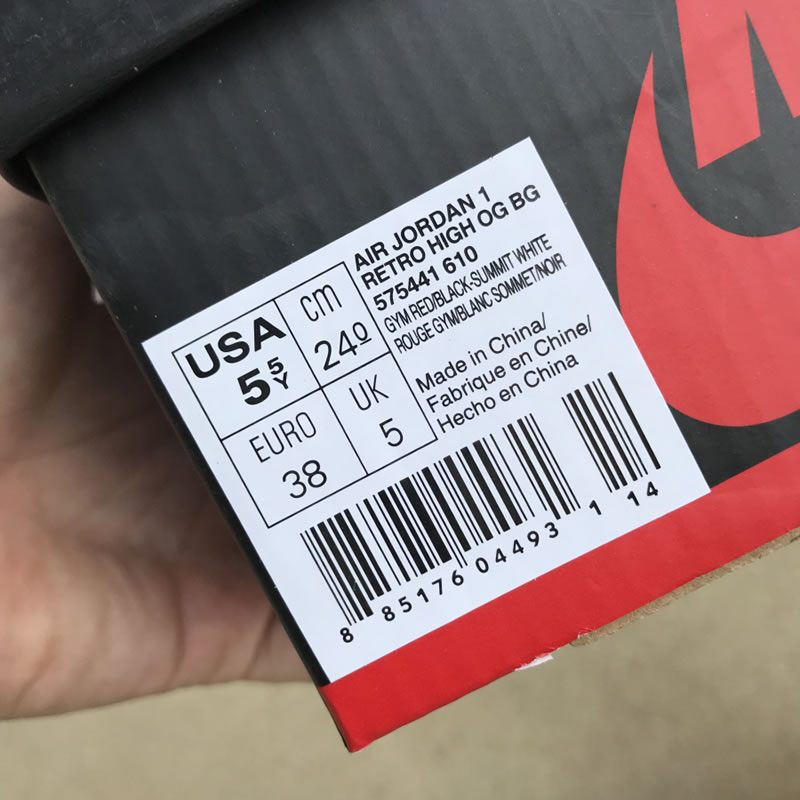 AIR JORDAN 1
RETRO HIGH OG BG
575441 610
GYM RED/BLACK-SUMMIT WHITE
ROUGE GYM/BLANC SOMMET/NOIR
USA
5 5Y
cm
24 0
EURO
38
UK
5
Made in China/
Fabrique en Chine/
Hecho en China
8 85176 04493 1 14